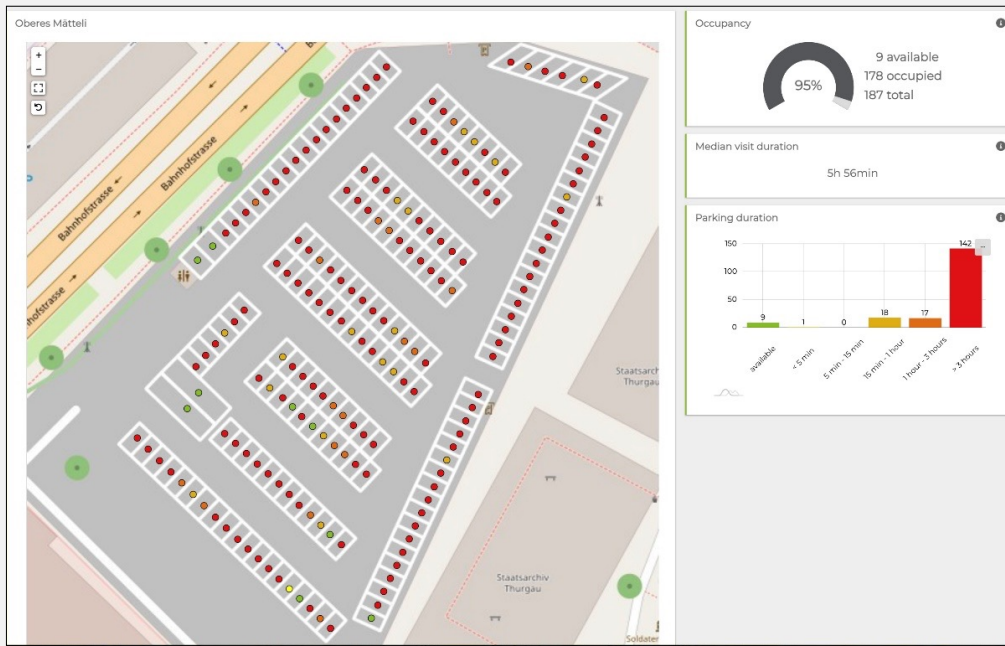 Oberes Mätteli
+
−
Bahnhofstrasse
Bahnhofstrasse
Bahnhofstrasse
Staatsarchiv
Thurgau
Occupancy
95%
9 available
178 occupied
187 total
Median visit duration
5h 56min
Parking duration
150
100
50
0
9
1
0
18
17
142
available
< 5 min
5 min - 15 min
15 min - 1 hour
1 hour - 3 hours
> 3 hours
Staatsarch
Thurgau
Soldaten